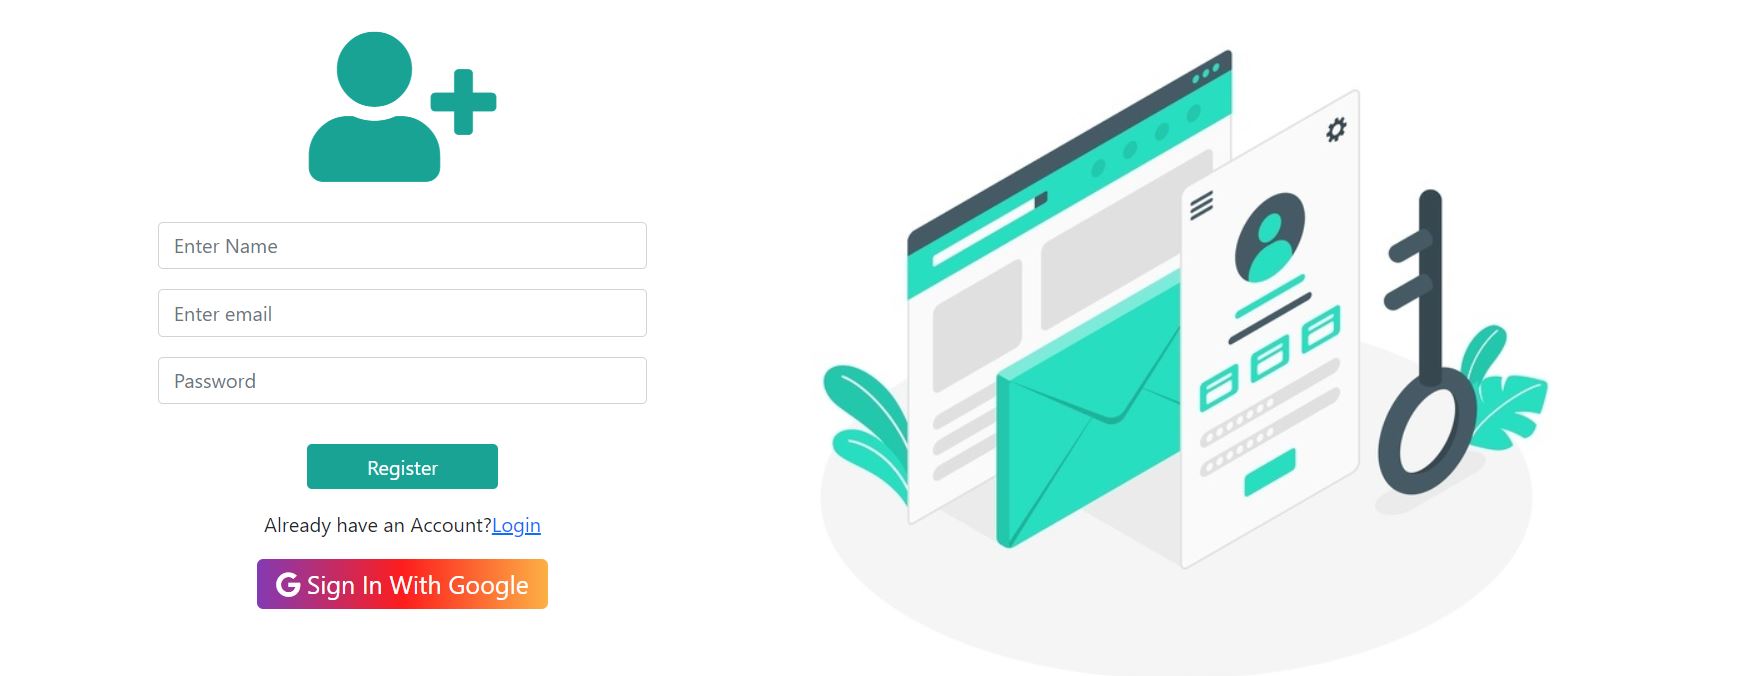 Enter Name
Enter email
Password
Register
Already have an Account?Login
Sign In With Google